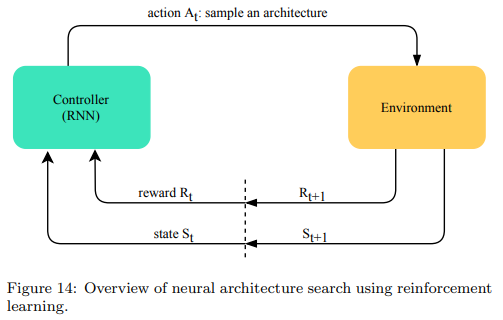 action At: sample an architecture
Controller
(RNN)
Environment
reward Rt
Rt+1
state St
St+1
Figure 14: Overview of neural architecture search using reinforcement
learning.